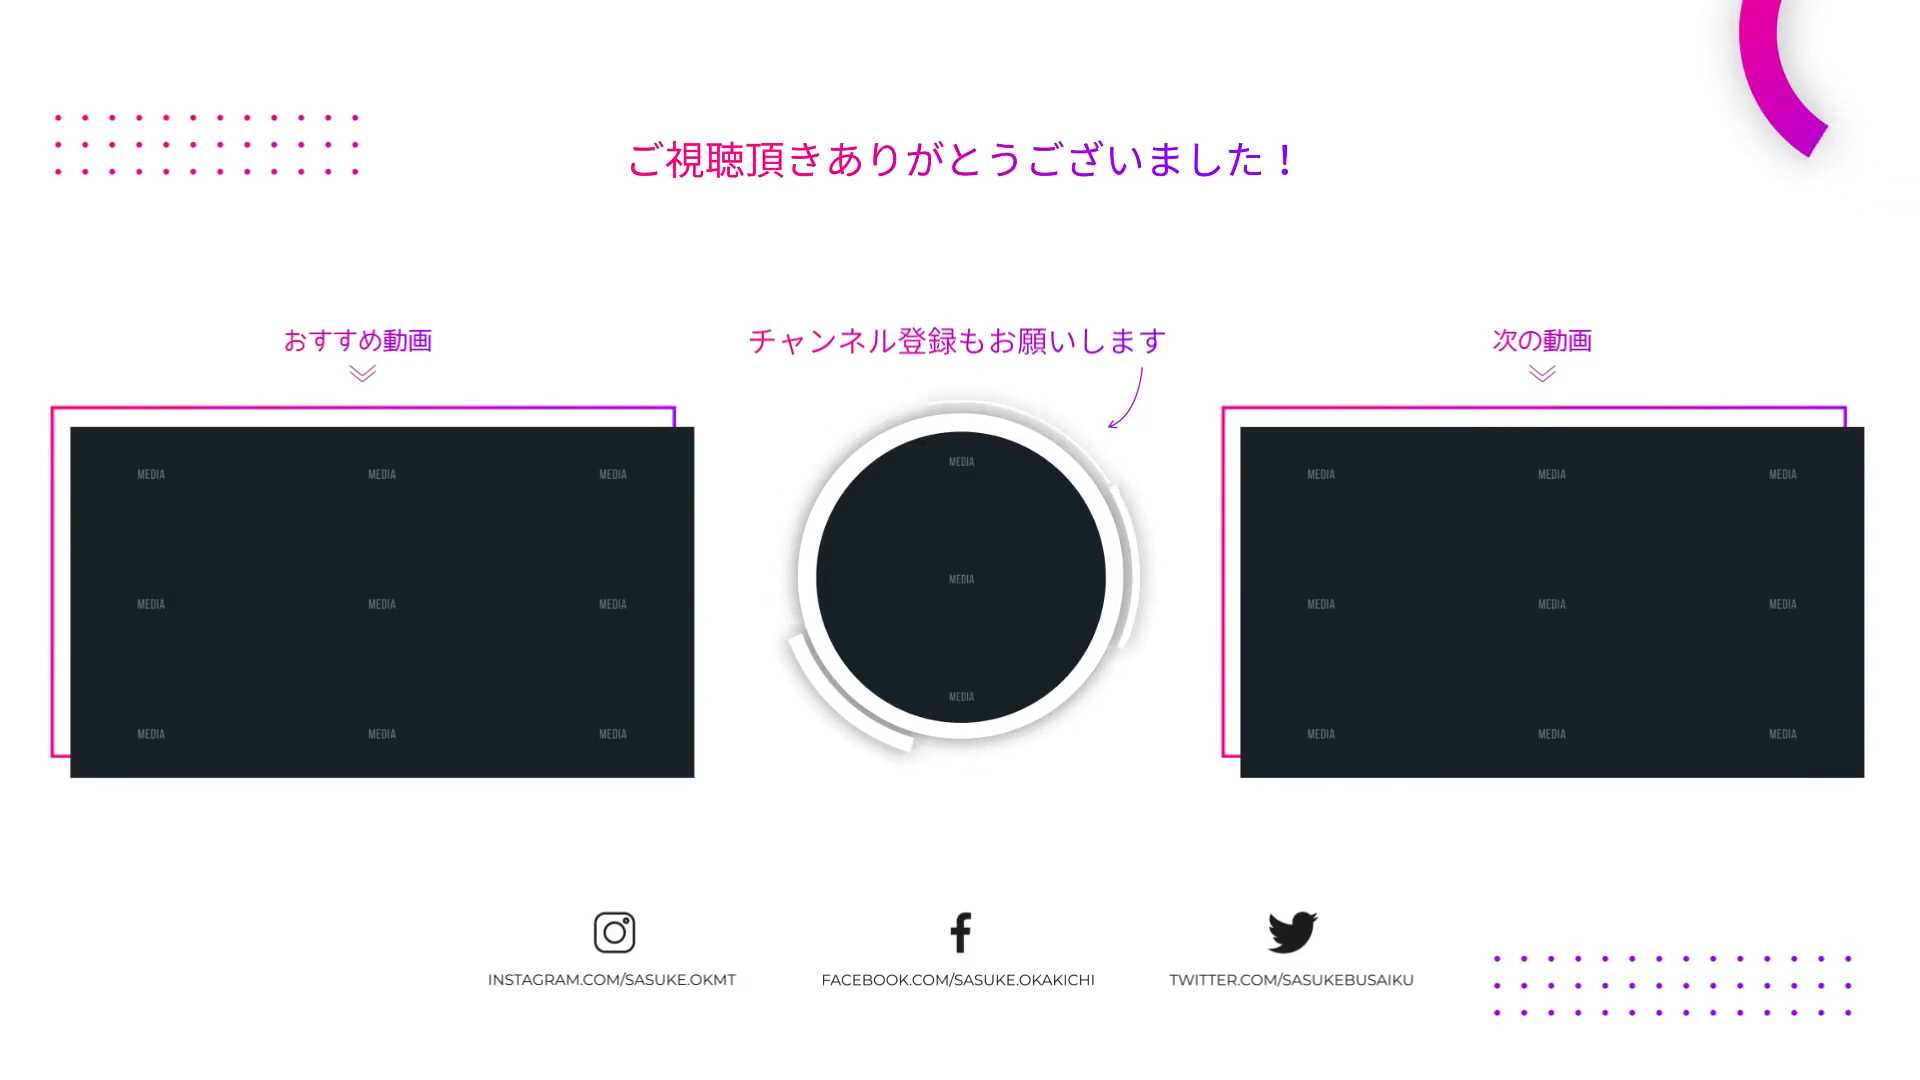 ご視聴頂きありがとうございました！
おすすめ動画
チャンネル登録もお願いします
次の動画
MEDIA MEDIA MEDIA
MEDIA MEDIA MEDIA
MEDIA MEDIA MEDIA
MEDIA
MEDIA
MEDIA
MEDIA MEDIA MEDIA
MEDIA MEDIA MEDIA
MEDIA MEDIA MEDIA
INSTAGRAM.COM/SASUKE.OKMT
FACEBOOK.COM/SASUKE.OKAKICHI
TWITTER.COM/SASUKEBUSAIKU